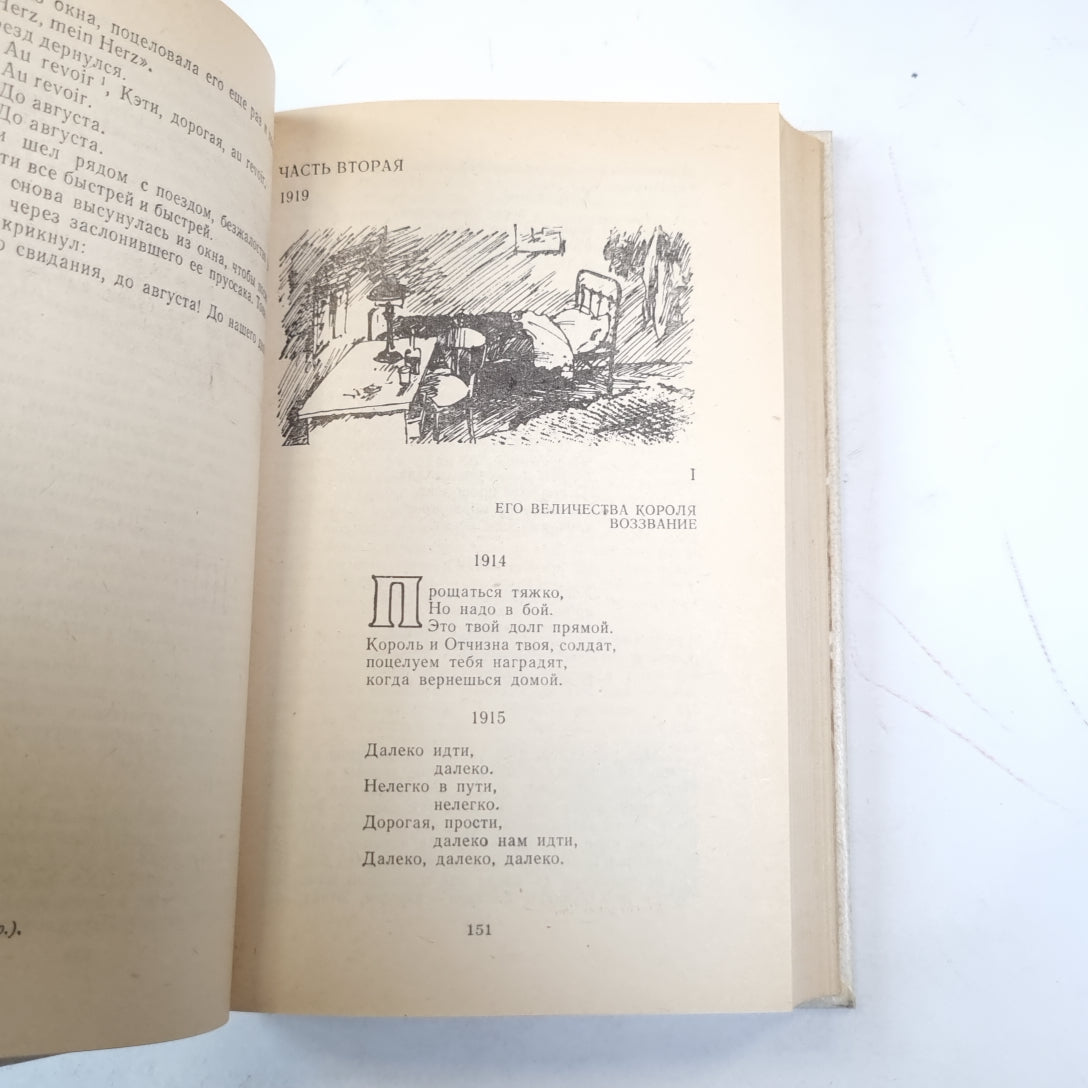 окна, поцеловала его еще раз и
Herz, mein Herz».
дернулся.
Au revoir ¹, Кэти, дорогая, au revoir.
Au revoir.
До августа.
До августа.
шел рядом с поездом, безжалостно
все быстрей и быстрей.
снова высунулась из окна, чтобы
через заслонившего ее пруссака.
крикнул:
свидания, до августа! До нашего
ЧАСТЬ ВТОРАЯ
1919
I
ЕГО ВЕЛИЧЕСТВА КОРОЛЯ
ВОЗЗВАНИЕ
1914
Прощаться тяжко,
Но надо в бой.
Это твой долг прямой.
Король и Отчизна твоя, солдат,
поцелуем тебя наградят,
когда вернешься домой.
1915
Далеко идти,
далеко.
Нелегко в пути,
нелегко.
Дорогая, прости,
далеко нам идти,
Далеко, далеко, далеко.
151